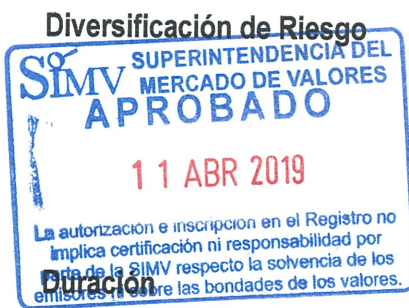 Diversificación de Riesgo
SIMV SUPERINTENDENCIA DEL
MERCADO DE VALORES
APROBADO
11 ABR 2019
La autorización e inscripción en el Registro no
implica certificación ni responsabilidad por
parte de la SIMV respecto la solvencia de los
emisores ni sobre las bondades de los valores.
Duración